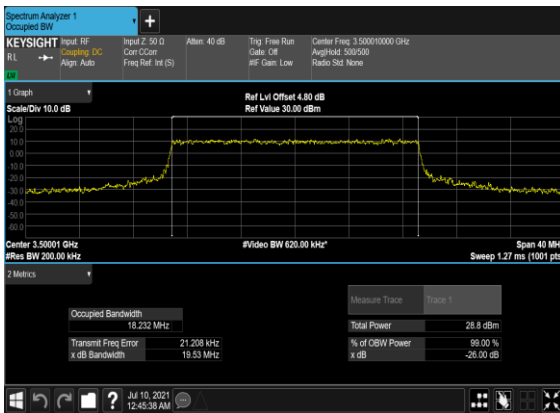 Spectrum Analyzer 1
Occupied BW
+
KEYSIGHT
RL
LV
Input: RF
Coupling: DC
Align: Auto
Input Z: 50 Ω
Corr CCorr
Freq Ref: Int (S)
Atten: 40 dB
Trig: Free Run
Gate: Off
#IF Gain: Low
Center Freq: 3.500010000 GHz
Avg|Hold: 500/500
Radio Std: None
1 Graph
Scale/Div 10.0 dB
Ref Lvl Offset 4.80 dB
Ref Value 30.00 dBm
Log
20.0
10.0
0.00
-10.0
-20.0
-30.0
-40.0
-50.0
-60.0
Center 3.50001 GHz
#Video BW 620.00 kHz*
Span 40 MH
#Res BW 200.00 kHz
Sweep 1.27 ms (1001 pts
2 Metrics
Measure Trace
Trace 1
Occupied Bandwidth
18.232 MHz
Total Power
28.8 dBm
Transmit Freq Error
21.208 kHz
% of OBW Power
99.00 %
x dB Bandwidth
19.53 MHz
x dB
-26.00 dB
?
Jul 10, 2021
12:45:38 AM